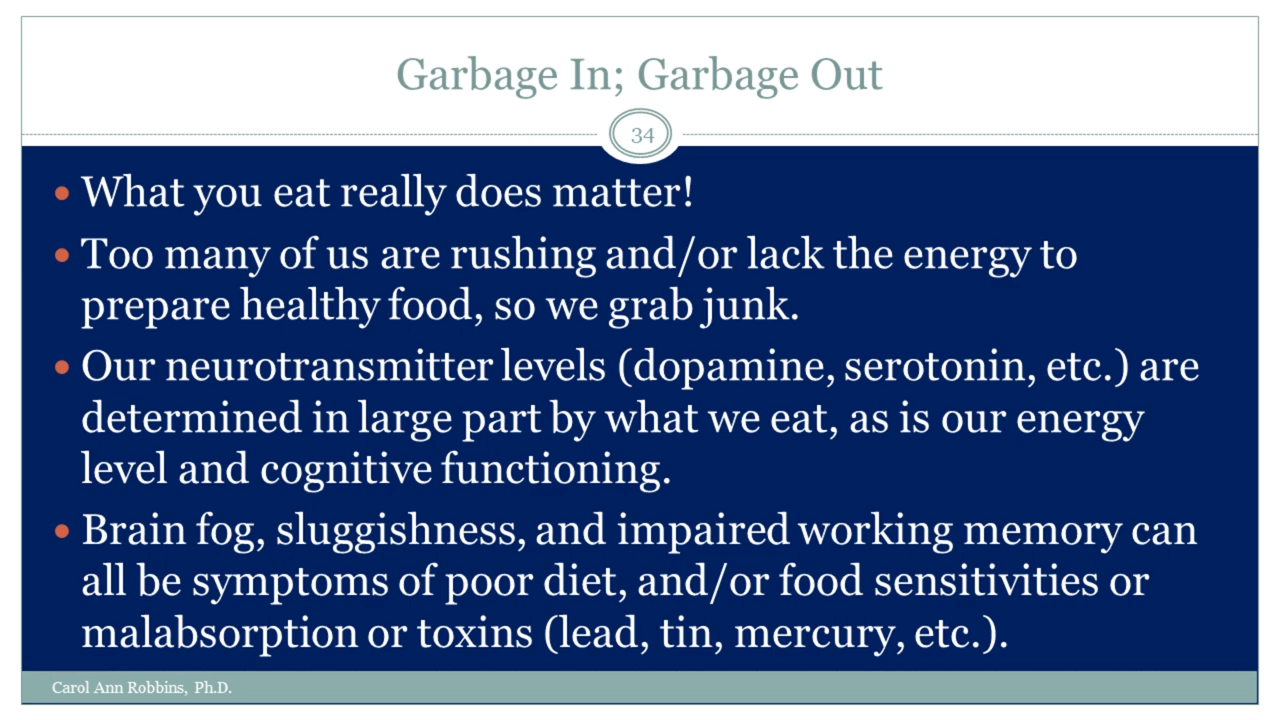 Garbage In; Garbage Out
34
• What you eat really does matter!
• Too many of us are rushing and/or lack the energy to
prepare healthy food, so we grab junk.
• Our neurotransmitter levels (dopamine, serotonin, etc.) are
determined in large part by what we eat, as is our energy
level and cognitive functioning.
• Brain fog, sluggishness, and impaired working memory can
all be symptoms of poor diet, and/or food sensitivities or
malabsorption or toxins (lead, tin, mercury, etc.).
Carol Ann Robbins, Ph.D.